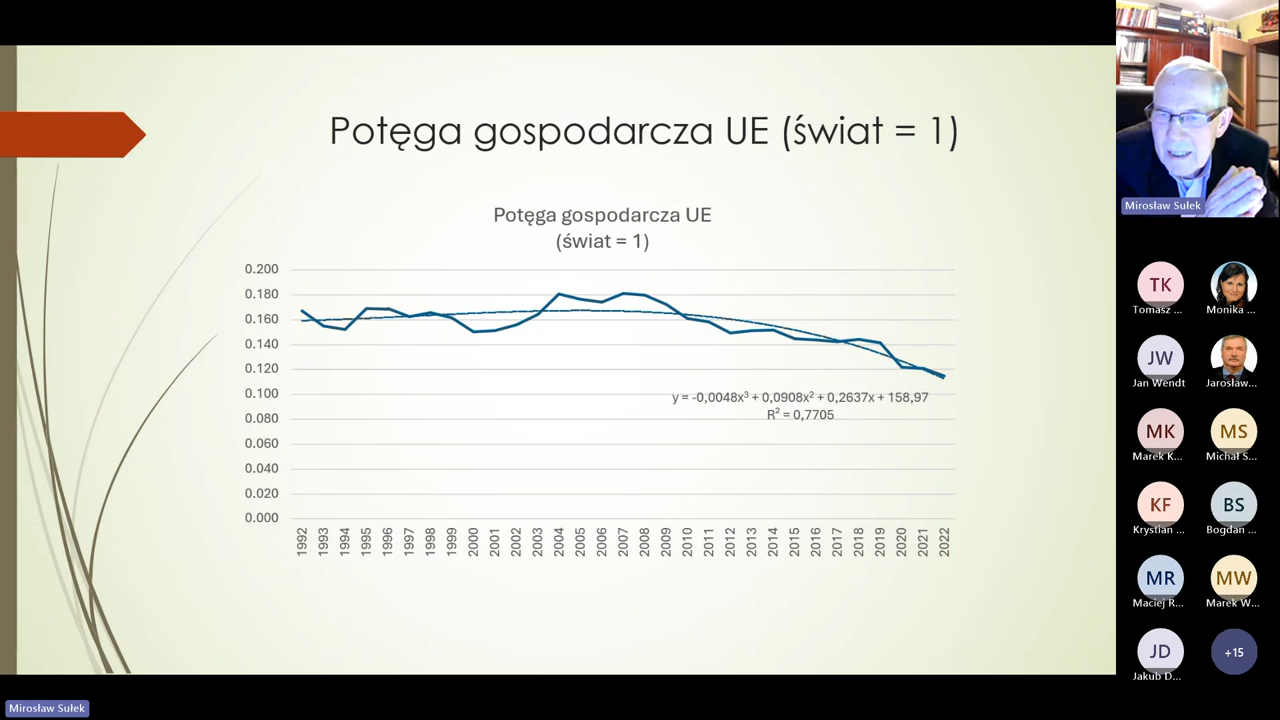 Potęga gospodarcza UE (świat = 1)
Potęga gospodarcza UE
(świat = 1)
0.200
0.180
0.160
0.140
0.120
0.100
0.080
0.060
0.040
0.020
0.000
y = -0,0048x³ + 0,0908x² + 0,2637x + 158,97
R² = 0,7705
1992
1993
1994
1995
1996
1997
1998
1999
2000
2001
2002
2003
2004
2005
2006
2007
2008
2009
2010
2011
2012
2013
2014
2015
2016
2017
2018
2019
2020
2021
2022
Mirosław Sułek
TK
Tomasz ...
Monika ...
JW
Jan Wendt
Jarosław...
MK
Marek K...
MS
Michał S...
KF
Krystian ...
BS
Bogdan ...
MR
Maciej R...
MW
Marek W...
JD
Jakub D...
+15
Mirosław Sułek